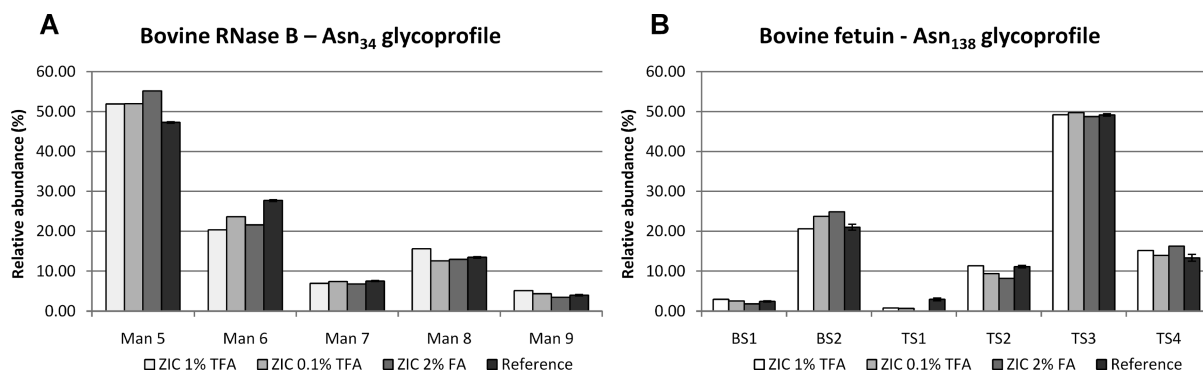 A
Bovine RNase B – Asn34 glycoprofile
Relative abundance (%)
60.00
50.00
40.00
30.00
20.00
10.00
0.00
Man 5 Man 6 Man 7 Man 8 Man 9
ZIC 1% TFA ZIC 0.1% TFA ZIC 2% FA Reference
B
Bovine fetuin - Asn138 glycoprofile
Relative abundance (%)
60.00
50.00
40.00
30.00
20.00
10.00
0.00
BS1 BS2 TS1 TS2 TS3 TS4
ZIC 1% TFA ZIC 0.1% TFA ZIC 2% FA Reference